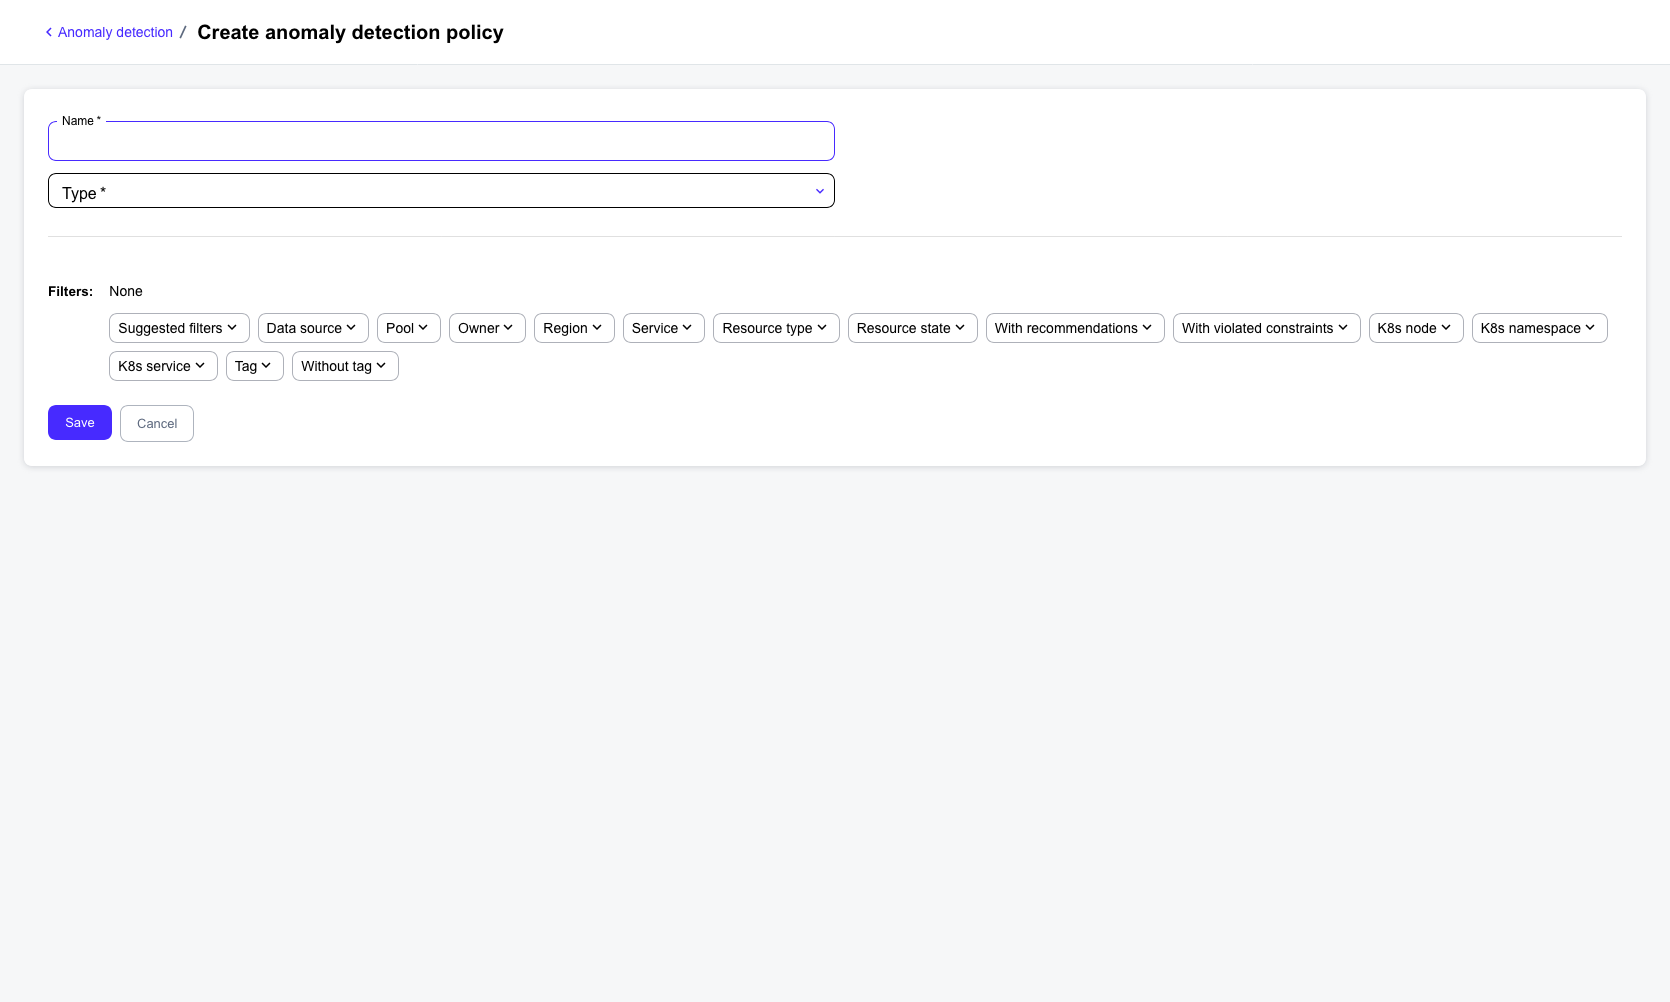 Anomaly detection / Create anomaly detection policy
Name *
Type *
Filters: None
Suggested filters Data source Pool Owner Region Service Resource type Resource state With recommendations With violated constraints K8s node K8s namespace
K8s service Tag Without tag
Save Cancel